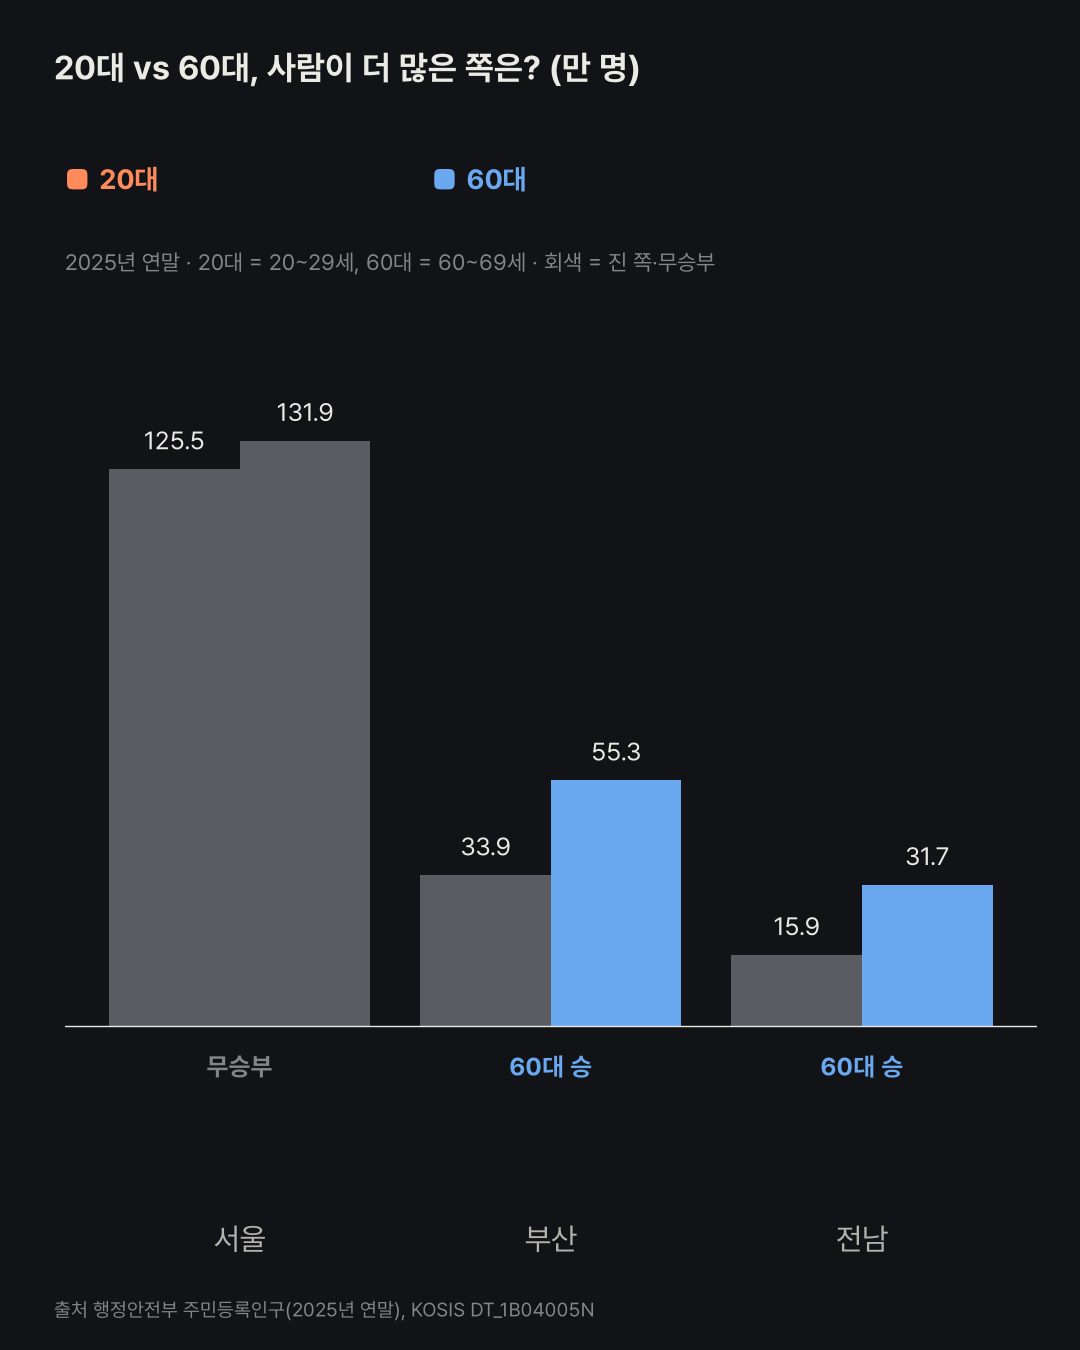 20대 vs 60대, 사람이 더 많은 쪽은? (만 명)
20대
60대
2025년 연말 · 20대 = 20~29세, 60대 = 60~69세 · 회색 = 진 쪽·무승부
125.5
131.9
33.9
55.3
15.9
31.7
무승부
60대 승
60대 승
서울
부산
전남
출처 행정안전부 주민등록인구(2025년 연말), KOSIS DT_1B04005N